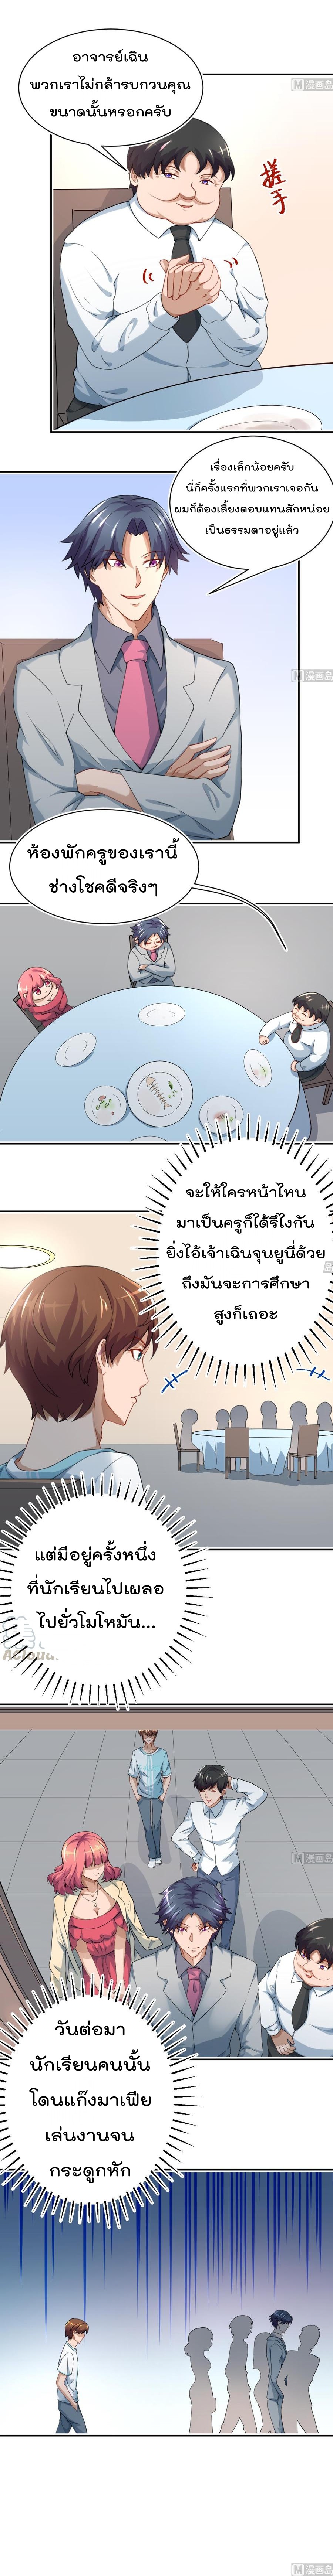 อาจารย์เฉิน
พวกเราไม่กล้ารบกวนคุณ
ขนาดนั้นหรอกครับ
M 漫画岛
搓
手
เรื่องเล็กน้อยครับ
นี่ก็ครั้งแรกที่พวกเราเจอกัน
ผมก็ต้องเลี้ยงตอบแทนสักหน่อย
เป็นธรรมดาอยู่แล้ว
M 漫画岛
ห้องพักครูของเรานี้
ช่างโชคดีจริงๆ
จะให้ใครหน้าไหน
มาเป็นครูก็ได้รึไงกัน
ยิ่งไอ้เจ้าเฉินจุนยูนี่ด้วย
ถึงมันจะการศึกษา
สูงก็เถอะ
แต่มีอยู่ครั้งหนึ่ง
ที่นักเรียนไปเผลอ
ไปยั่วโมโหมัน...
M 漫画岛
วันต่อมา
นักเรียนคนนั้น
โดนแก๊งมาเฟีย
เล่นงานจน
กระดูกหัก
M 漫画岛